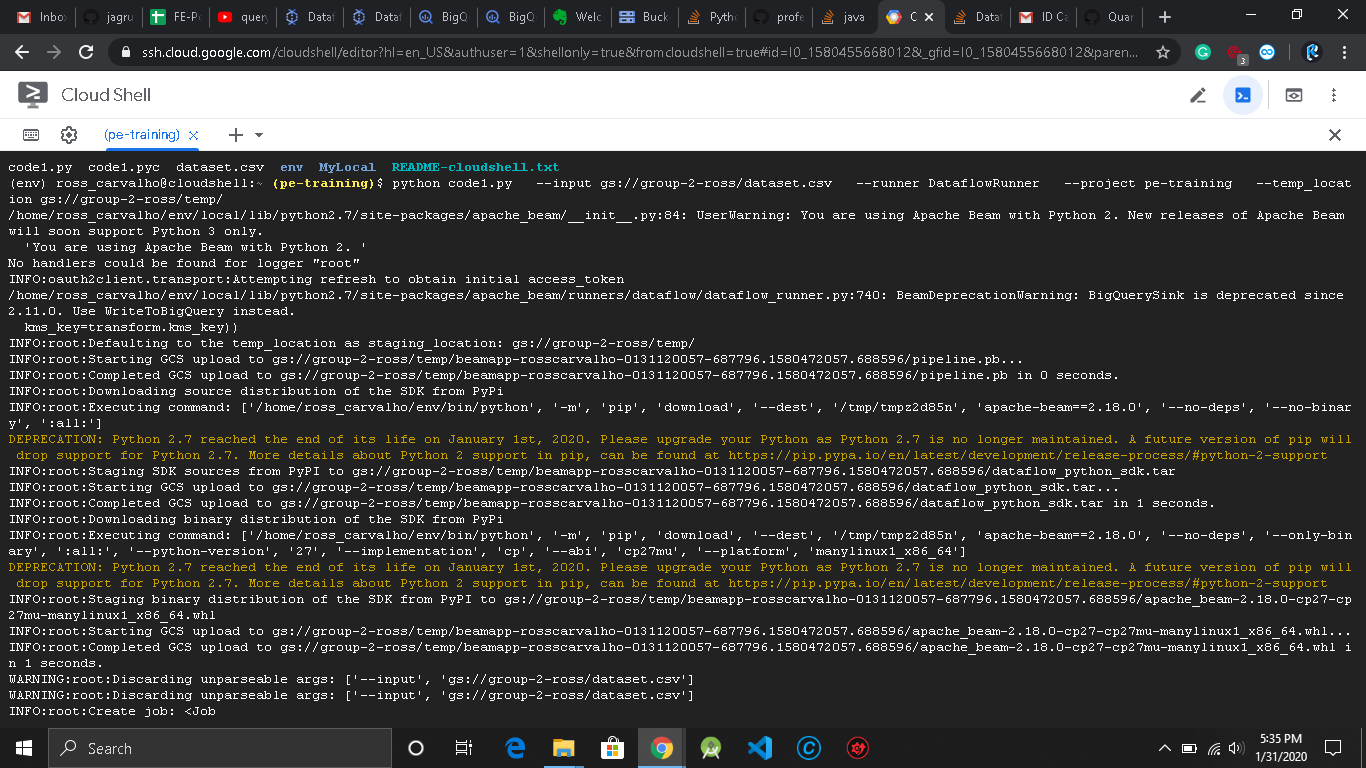 Inbo
jagru
FE-Po
query
Dataf
Dataf
BigQ
BigQ
Welc
Buck
Pytho
profe
java
C
Dataf
ID Ca
Quar
ssh.cloud.google.com/cloudshell/editor?hl=en_US&authuser=1&shellonly=true&fromcloudshell=true#id=I0_1580455668012&_gfid=I0_1580455668012&paren...
3
Cloud Shell
(pe-training)
code1.py  code1.pyc  dataset.csv  env  MyLocal  README-cloudshell.txt
(env) ross_carvalho@cloudshell:~ (pe-training)$ python code1.py   --input gs://group-2-ross/dataset.csv   --runner DataflowRunner   --project pe-training   --temp_locat
ion gs://group-2-ross/temp/
/home/ross_carvalho/env/local/lib/python2.7/site-packages/apache_beam/__init__.py:84: UserWarning: You are using Apache Beam with Python 2. New releases of Apache Beam
will soon support Python 3 only.
  'You are using Apache Beam with Python 2. '
No handlers could be found for logger "root"
INFO:oauth2client.transport:Attempting refresh to obtain initial access_token
/home/ross_carvalho/env/local/lib/python2.7/site-packages/apache_beam/runners/dataflow/dataflow_runner.py:740: BeamDeprecationWarning: BigQuerySink is deprecated since
2.11.0. Use WriteToBigQuery instead.
  kms_key=transform.kms_key))
INFO:root:Defaulting to the temp_location as staging_location: gs://group-2-ross/temp/
INFO:root:Starting GCS upload to gs://group-2-ross/temp/beamapp-rosscarvalho-0131120057-687796.1580472057.688596/pipeline.pb...
INFO:root:Completed GCS upload to gs://group-2-ross/temp/beamapp-rosscarvalho-0131120057-687796.1580472057.688596/pipeline.pb in 0 seconds.
INFO:root:Downloading source distribution of the SDK from PyPi
INFO:root:Executing command: ['/home/ross_carvalho/env/bin/python', '-m', 'pip', 'download', '--dest', '/tmp/tmpz2d85n', 'apache-beam==2.18.0', '--no-deps', '--no-binar
y', ':all:']
DEPRECATION: Python 2.7 reached the end of its life on January 1st, 2020. Please upgrade your Python as Python 2.7 is no longer maintained. A future version of pip will
 drop support for Python 2.7. More details about Python 2 support in pip, can be found at https://pip.pypa.io/en/latest/development/release-process/#python-2-support
INFO:root:Staging SDK sources from PyPI to gs://group-2-ross/temp/beamapp-rosscarvalho-0131120057-687796.1580472057.688596/dataflow_python_sdk.tar
INFO:root:Starting GCS upload to gs://group-2-ross/temp/beamapp-rosscarvalho-0131120057-687796.1580472057.688596/dataflow_python_sdk.tar...
INFO:root:Completed GCS upload to gs://group-2-ross/temp/beamapp-rosscarvalho-0131120057-687796.1580472057.688596/dataflow_python_sdk.tar in 1 seconds.
INFO:root:Downloading binary distribution of the SDK from PyPi
INFO:root:Executing command: ['/home/ross_carvalho/env/bin/python', '-m', 'pip', 'download', '--dest', '/tmp/tmpz2d85n', 'apache-beam==2.18.0', '--no-deps', '--only-bin
ary', ':all:', '--python-version', '27', '--implementation', 'cp', '--abi', 'cp27mu', '--platform', 'manylinux1_x86_64']
DEPRECATION: Python 2.7 reached the end of its life on January 1st, 2020. Please upgrade your Python as Python 2.7 is no longer maintained. A future version of pip will
 drop support for Python 2.7. More details about Python 2 support in pip, can be found at https://pip.pypa.io/en/latest/development/release-process/#python-2-support
INFO:root:Staging binary distribution of the SDK from PyPI to gs://group-2-ross/temp/beamapp-rosscarvalho-0131120057-687796.1580472057.688596/apache_beam-2.18.0-cp27-cp
27mu-manylinux1_x86_64.whl
INFO:root:Starting GCS upload to gs://group-2-ross/temp/beamapp-rosscarvalho-0131120057-687796.1580472057.688596/apache_beam-2.18.0-cp27-cp27mu-manylinux1_x86_64.whl...
INFO:root:Completed GCS upload to gs://group-2-ross/temp/beamapp-rosscarvalho-0131120057-687796.1580472057.688596/apache_beam-2.18.0-cp27-cp27mu-manylinux1_x86_64.whl i
n 1 seconds.
WARNING:root:Discarding unparseable args: ['--input', 'gs://group-2-ross/dataset.csv']
WARNING:root:Discarding unparseable args: ['--input', 'gs://group-2-ross/dataset.csv']
INFO:root:Create job: <Job
Search
5:35 PM
1/31/2020